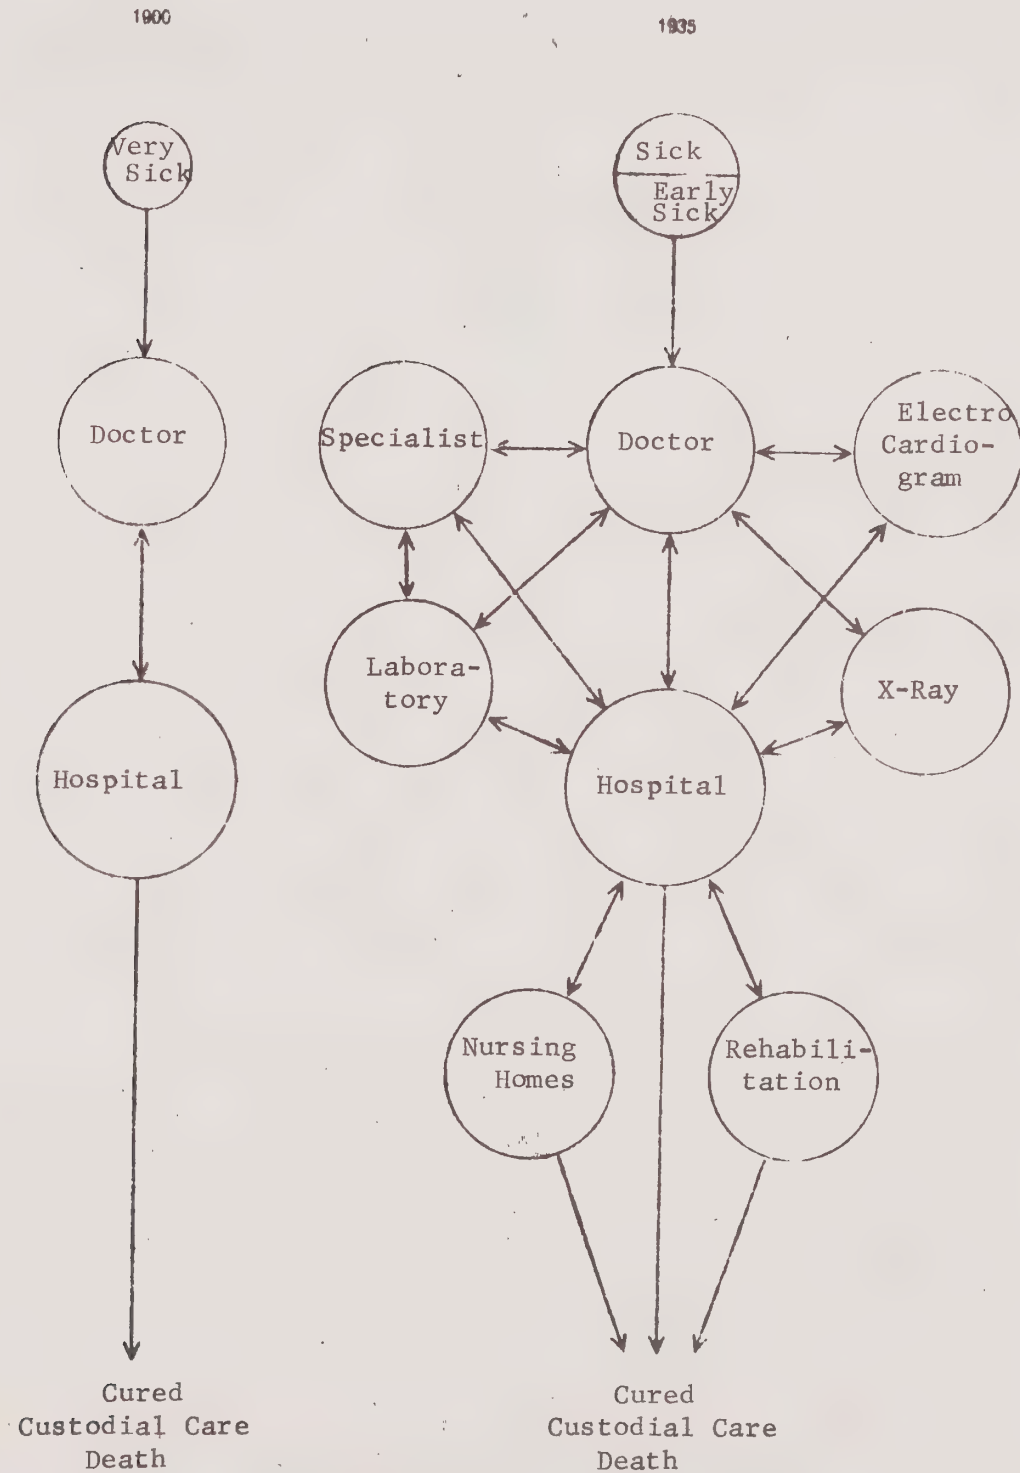 1900
Very
Sick
Doctor
Hospital
Cured
Custodial Care
Death
1935
Sick
Early
Sick
Specialist
Doctor
Electro
Cardio-
gram
Labora-
tory
X-Ray
Hospital
Nursing
Homes
Rehabili-
tation
Cured
Custodial Care
Death